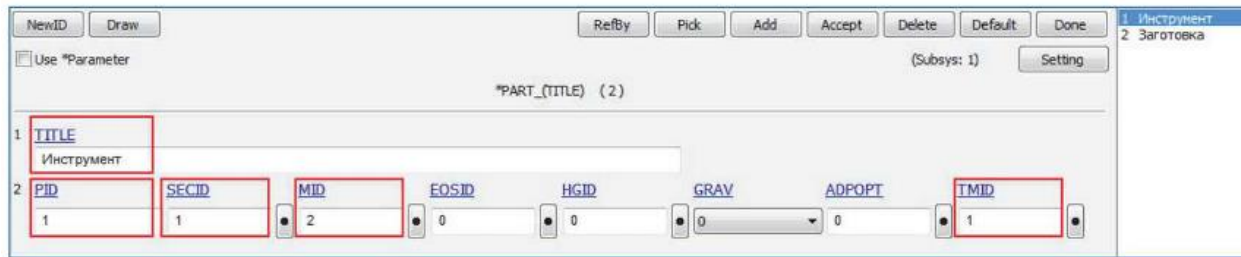 NewID Draw RefBy Pick Add Accept Delete Default Done
1 Инструмент
2 Заготовка
Use *Parameter (Subsys: 1) Setting
*PART_(TITLE) (2)
1 TITLE
Инструмент
2 PID SECID MID EOSID HGID GRAV ADPOPT TMID
1 1 2 0 0 0 0 1